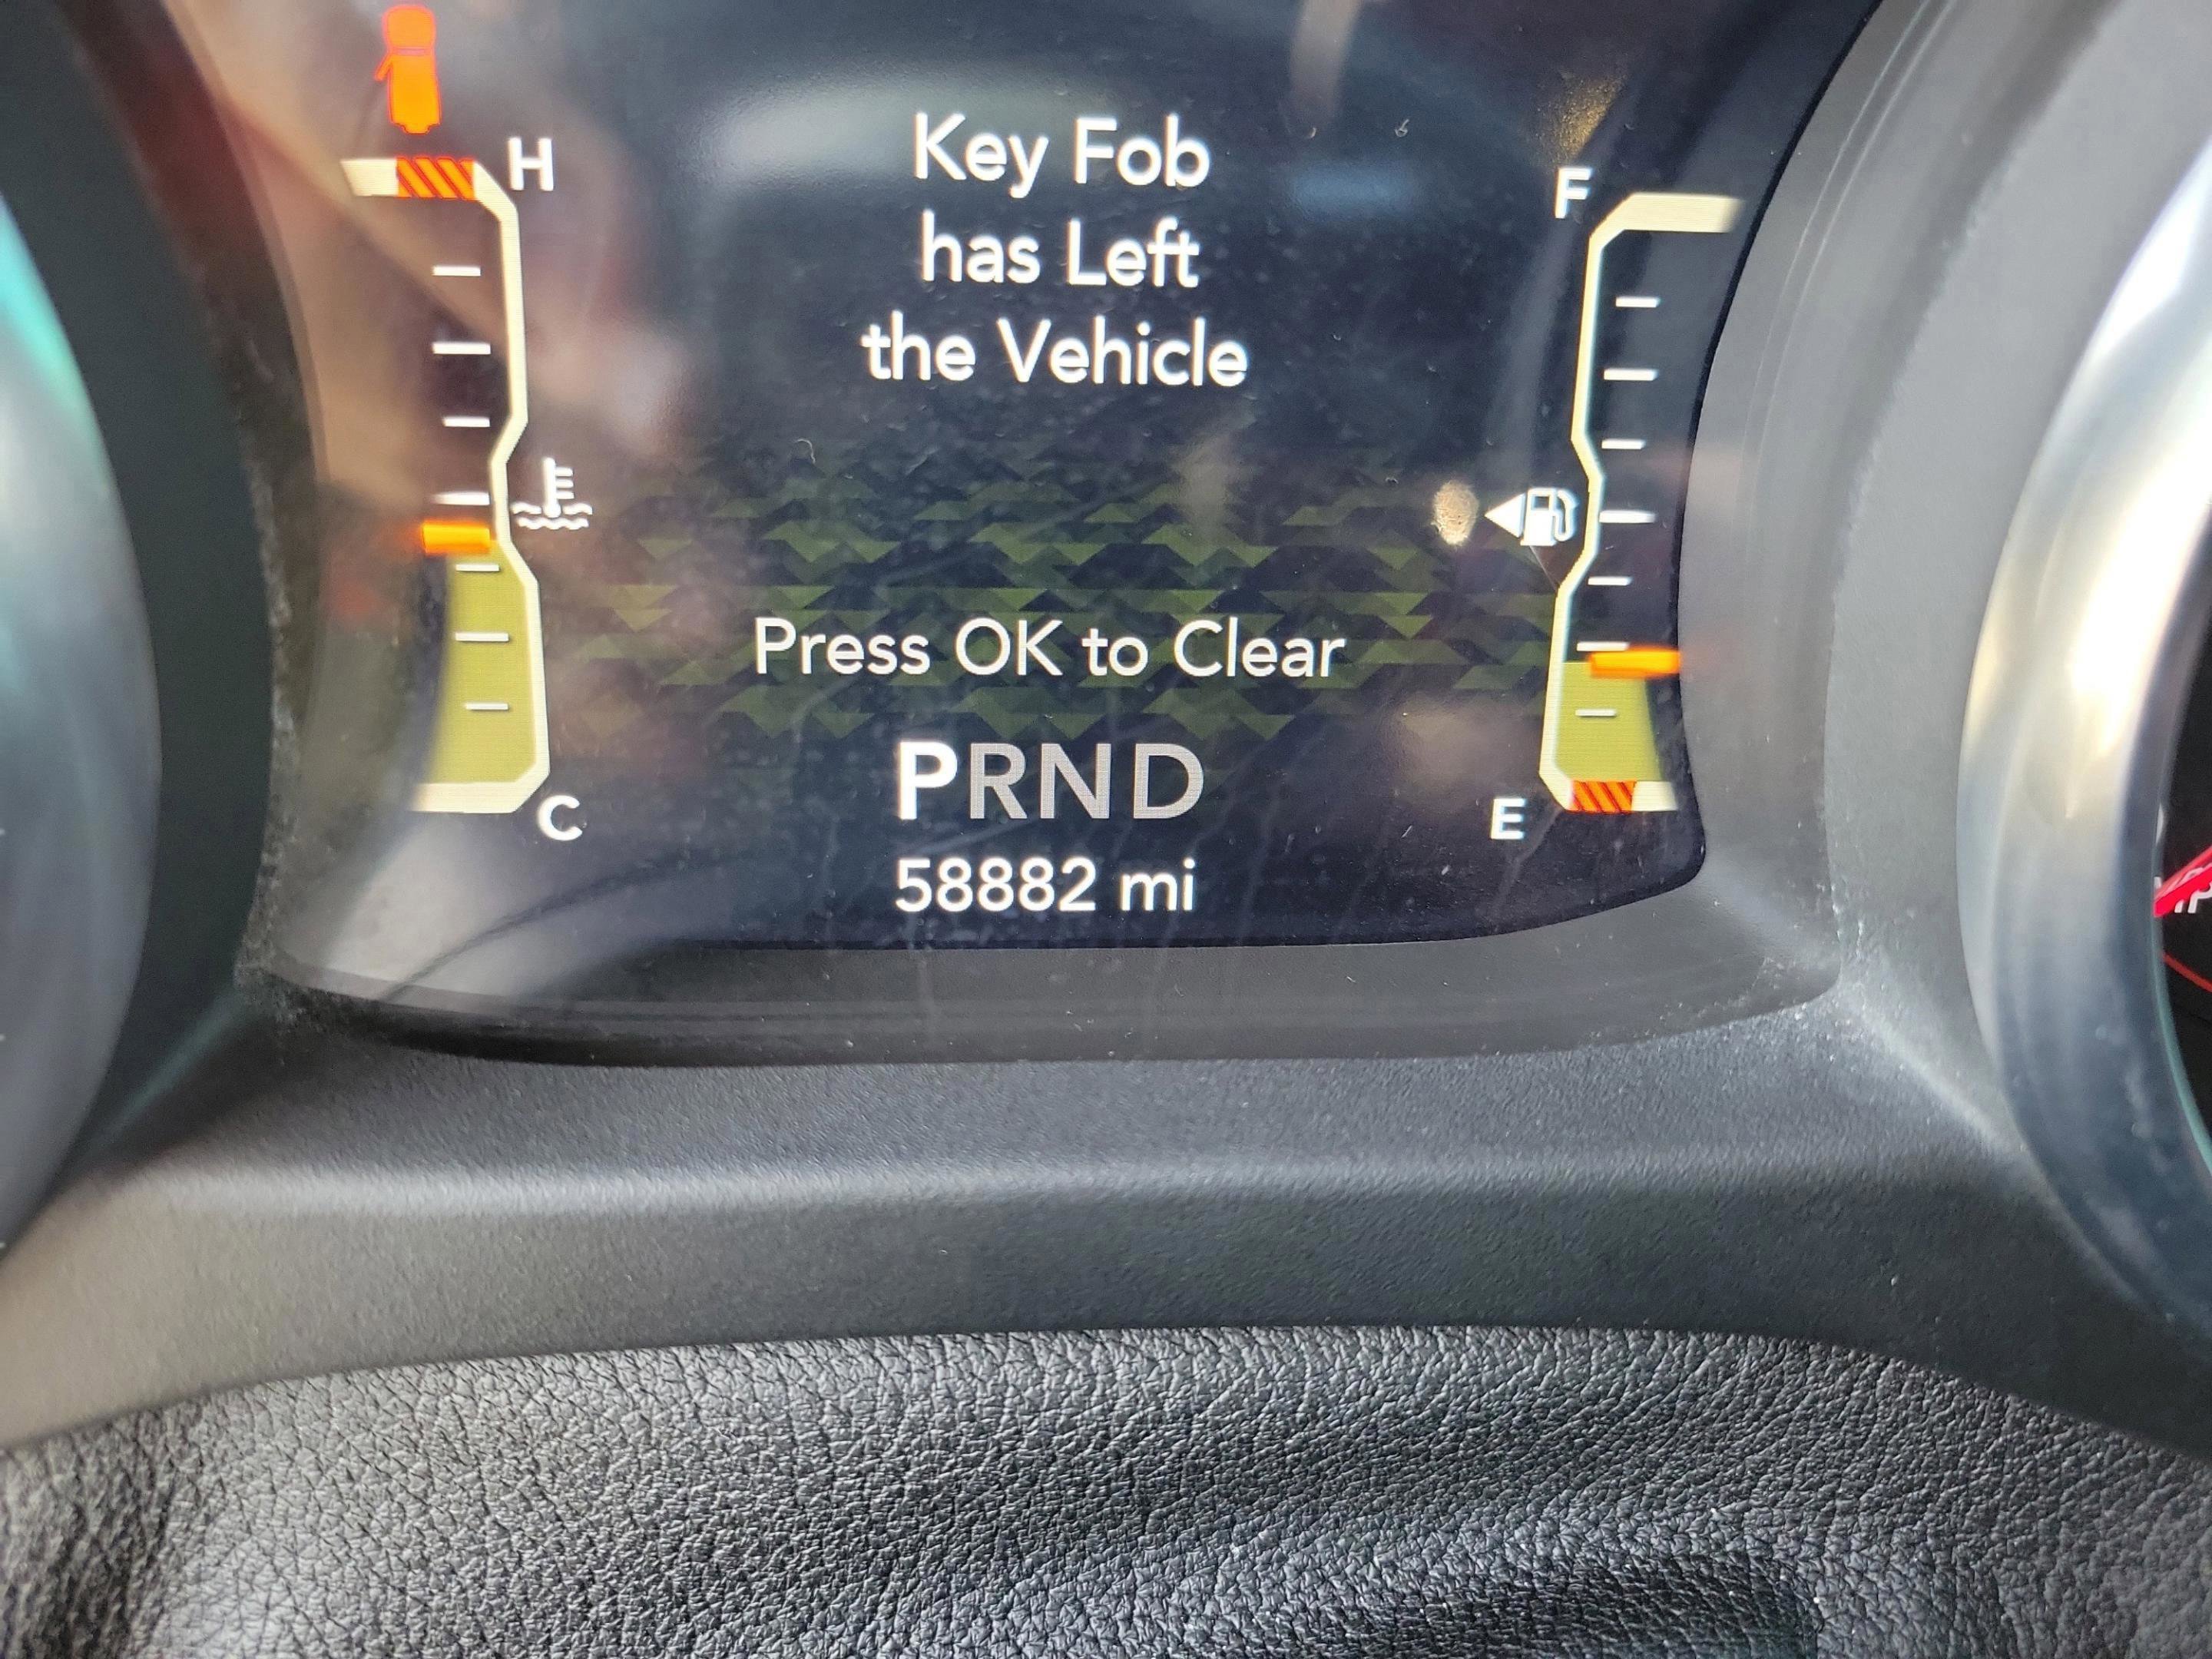 H
Key Fob
has Left
the Vehicle
F
Press OK to Clear
PRND
C
E
58882 mi